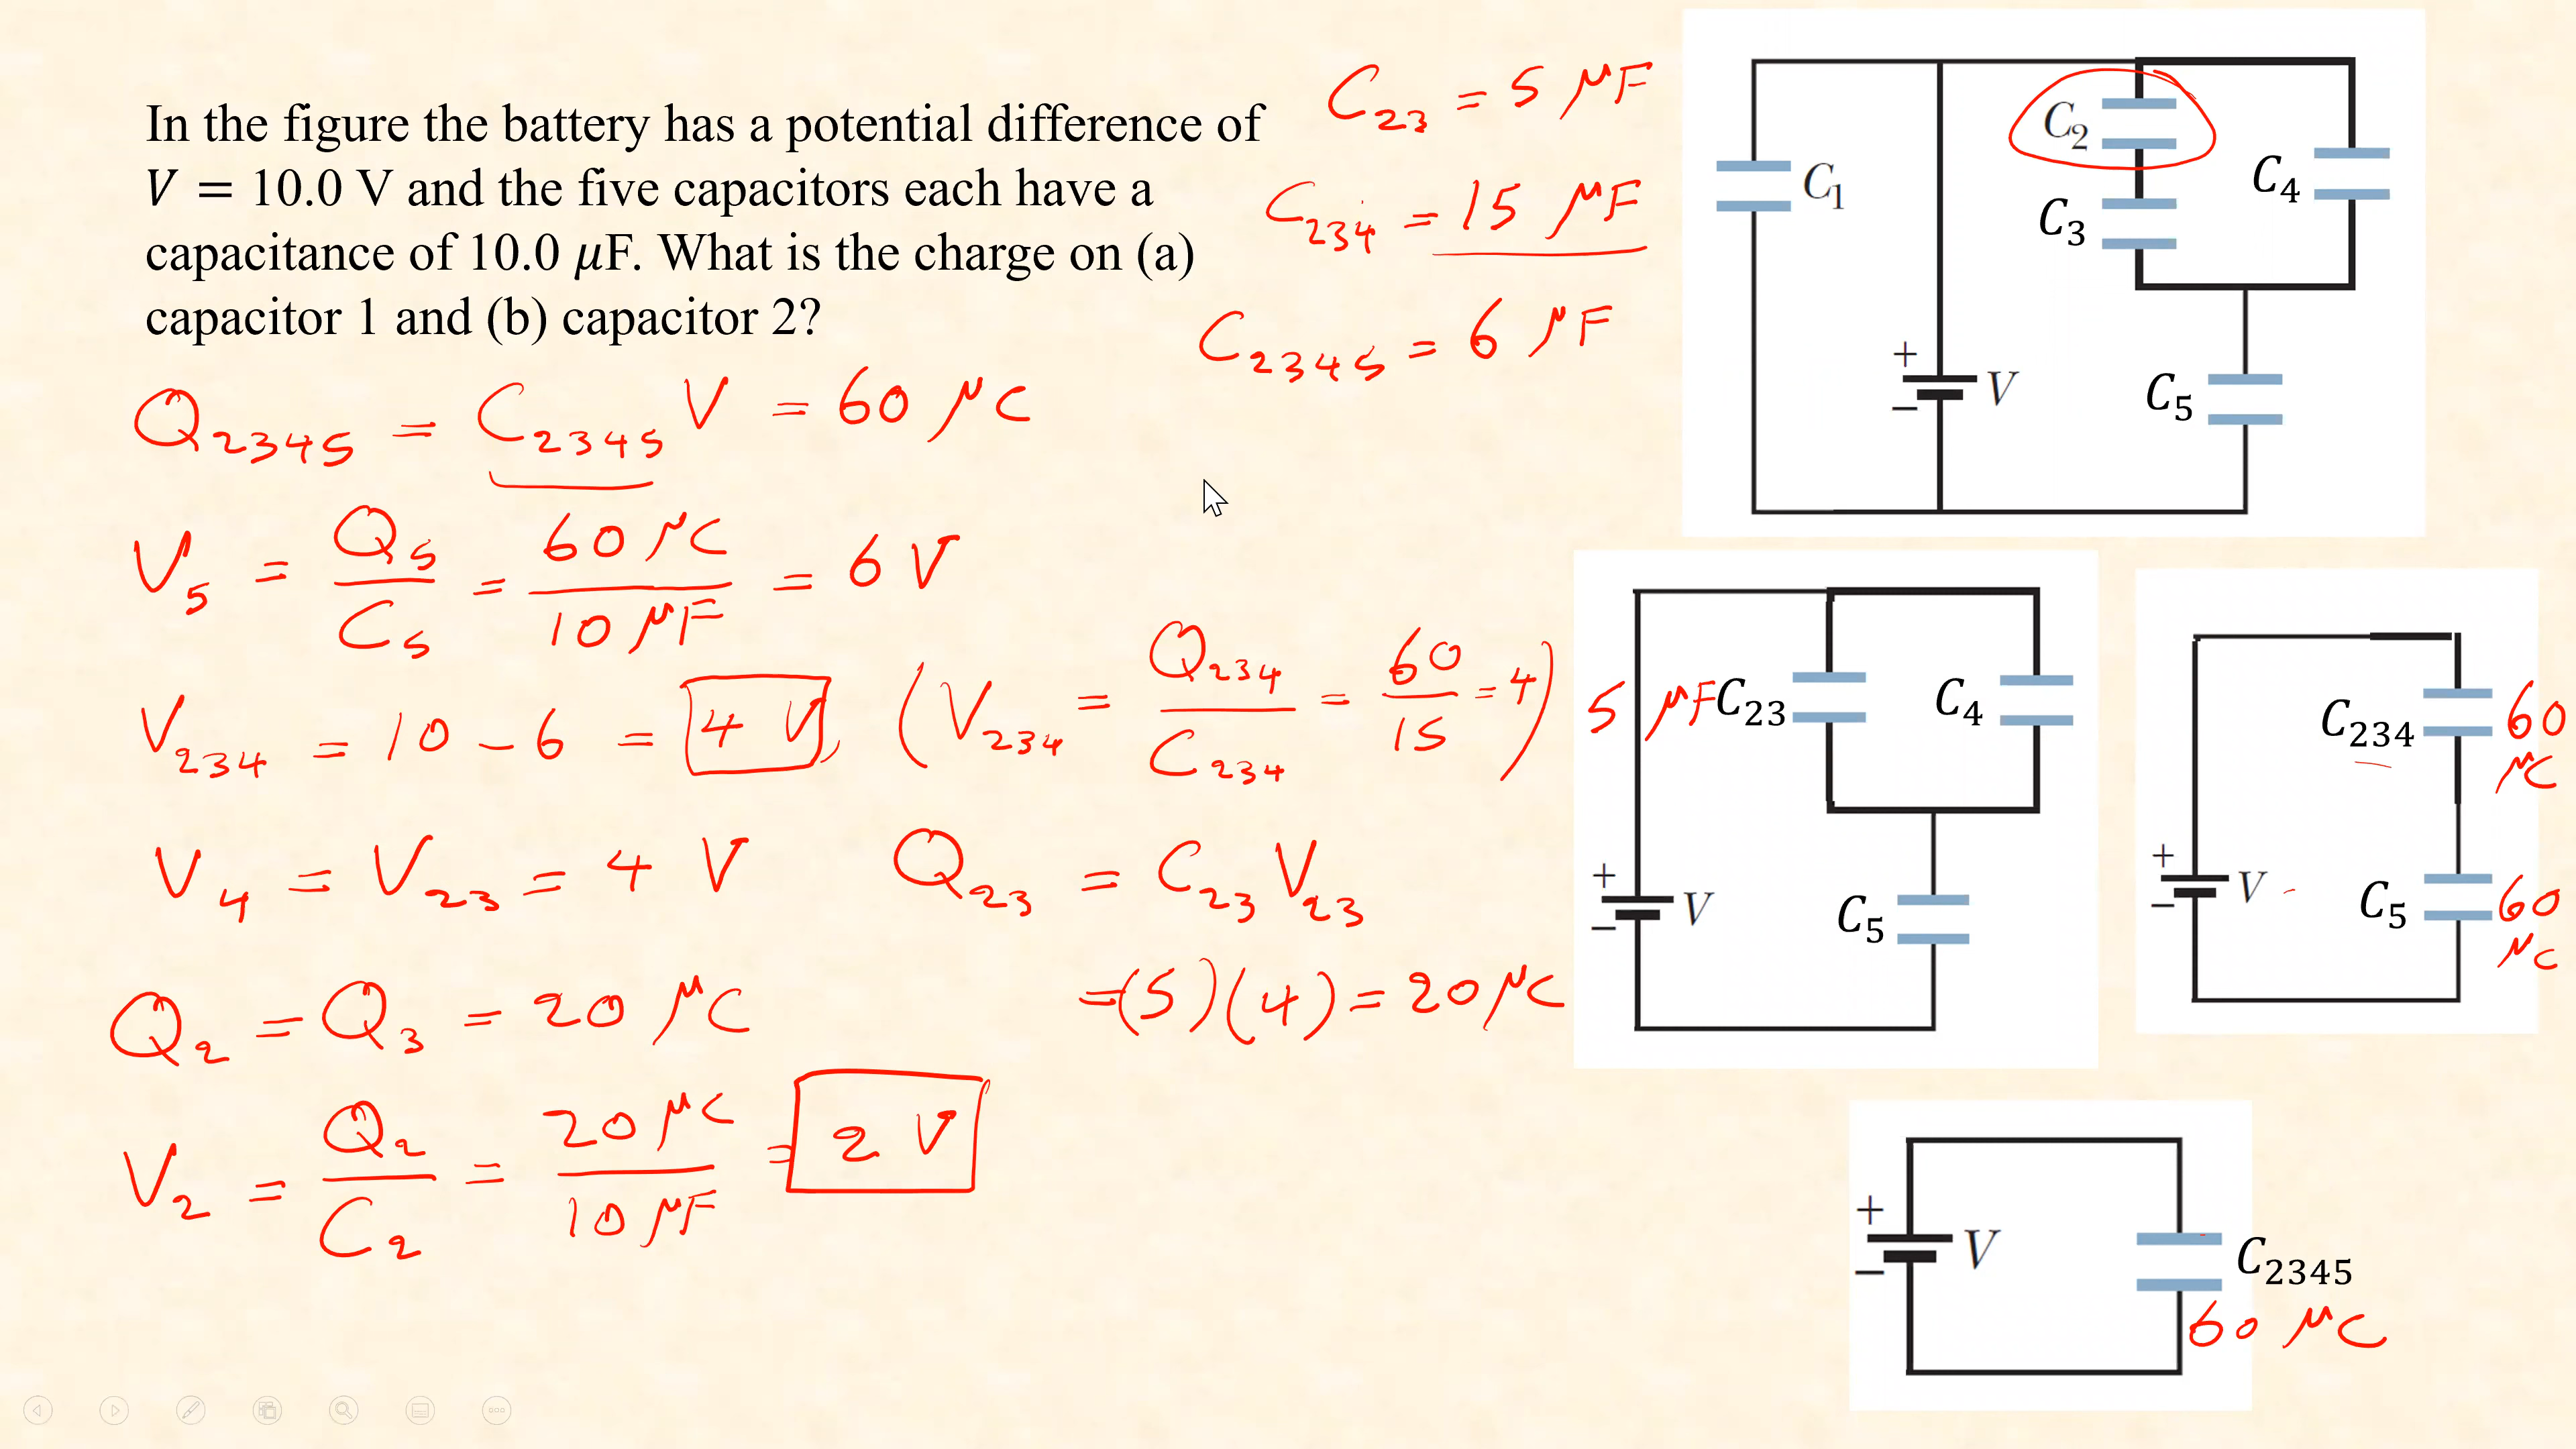 In the figure the battery has a potential difference of
V = 10.0 V and the five capacitors each have a
capacitance of 10.0 μF. What is the charge on (a)
capacitor 1 and (b) capacitor 2?
C₂₃ = 5 μF
C₂₃₄ = 15 μF
C₂₃₄₅ = 6 μF
Q₂₃₄₅ = C₂₃₄₅ V = 60 μC
V₅ = Q₅ / C₅ = 60 μC / 10 μF = 6 V
V₂₃₄ = 10 − 6 = 4 V, (V₂₃₄ = Q₂₃₄ / C₂₃₄ = 60 / 15 = 4)
V₄ = V₂₃ = 4 V
Q₂₃ = C₂₃ V₂₃
=(5)(4) = 20 μC
Q₂ = Q₃ = 20 μC
V₂ = Q₂ / C₂ = 20 μC / 10 μF = 2 V
C₁
+
−
V
C₂
C₃
C₄
C₅
5 μF
C₂₃
C₄
+
−
V
C₅
C₂₃₄
60
μC
+
−
V
C₅
60
μC
+
−
V
C₂₃₄₅
60 μC